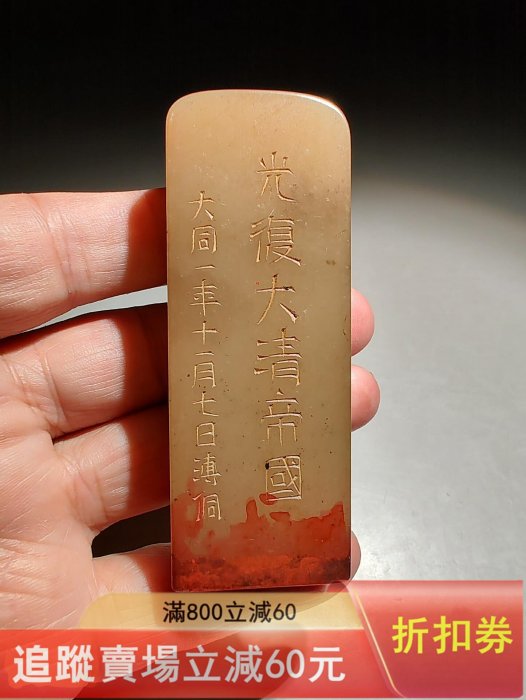 光復大清帝國
大同一年十一月七日溥侗
滿800立減60
追蹤賣場立減60元
折扣券